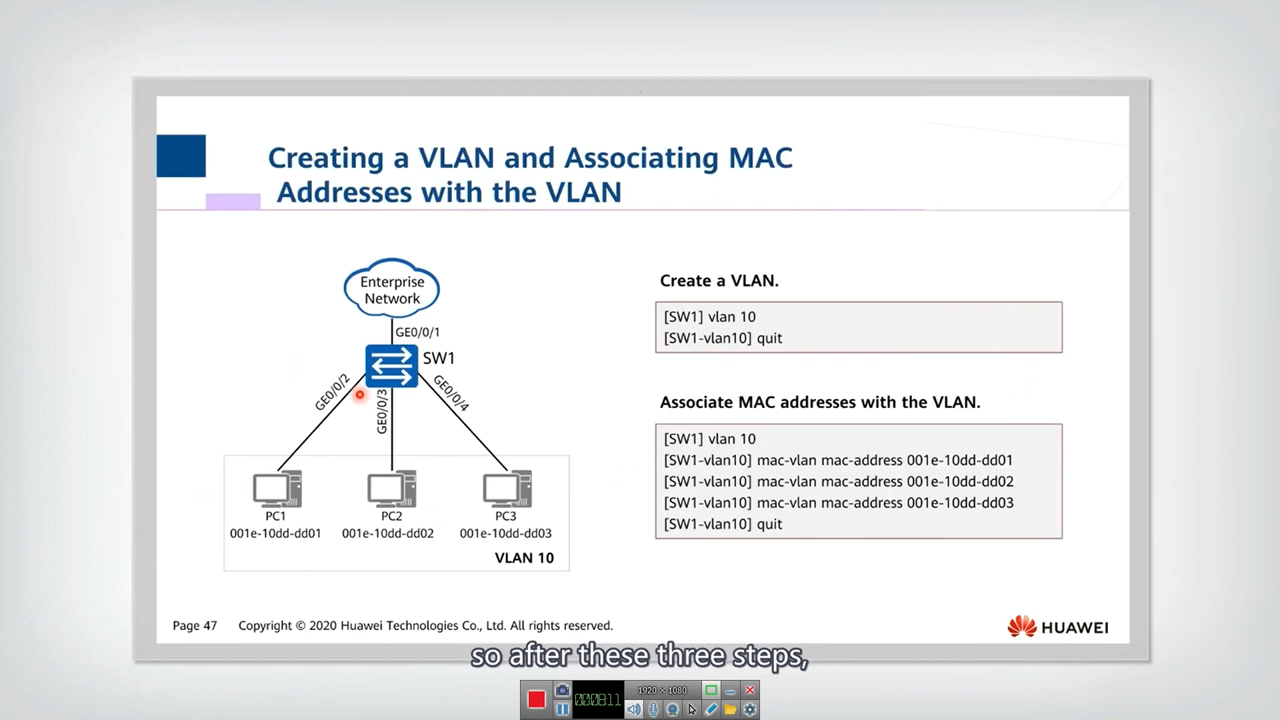 Creating a VLAN and Associating MAC
Addresses with the VLAN
Enterprise
Network
GE0/0/1
SW1
GE0/0/2
GE0/0/3
GE0/0/4
PC1
001e-10dd-dd01
PC2
001e-10dd-dd02
PC3
001e-10dd-dd03
VLAN 10
Create a VLAN.
[SW1] vlan 10
[SW1-vlan10] quit
Associate MAC addresses with the VLAN.
[SW1] vlan 10
[SW1-vlan10] mac-vlan mac-address 001e-10dd-dd01
[SW1-vlan10] mac-vlan mac-address 001e-10dd-dd02
[SW1-vlan10] mac-vlan mac-address 001e-10dd-dd03
[SW1-vlan10] quit
Page 47 Copyright © 2020 Huawei Technologies Co., Ltd. All rights reserved.
HUAWEI
so after these three steps,
1920 × 1080